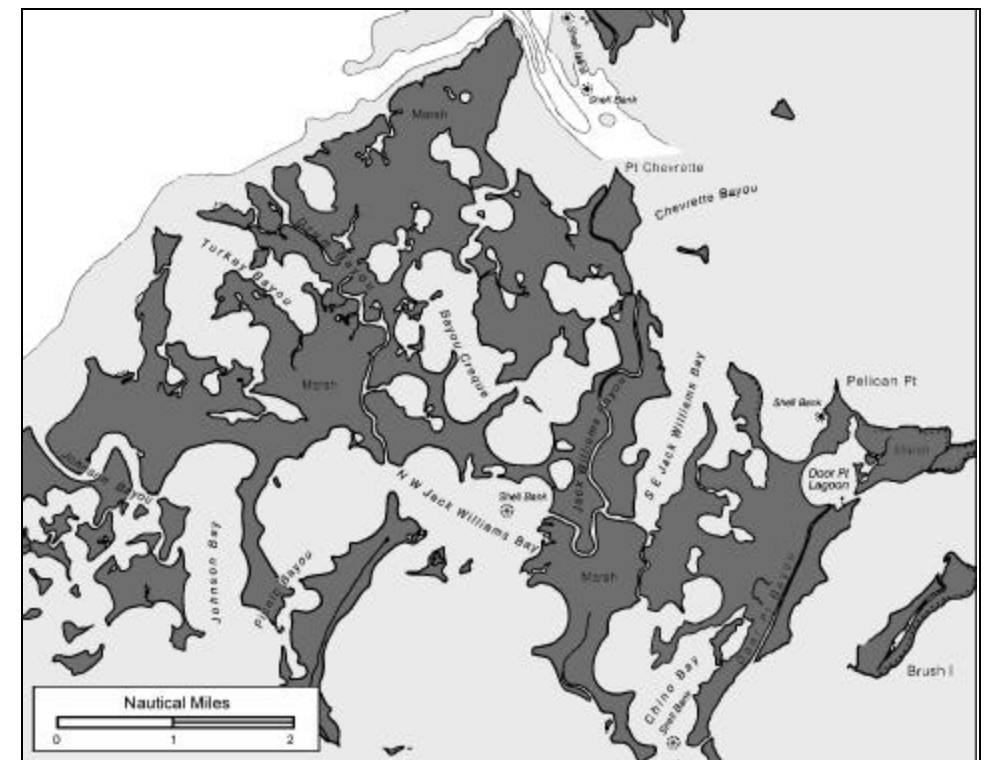 Shell Bank
Marsh
Pt Chevrette
Chevrette Bayou
Turkey Bayou
Bayou Creque
Marsh
Jack Williams Bayou
S E Jack Williams Bay
Pelican Pt
Shell Bank
Marsh
Door Pt
Lagoon
Johnson Bayou
N W Jack Williams Bay
Shell Bank
Johnson Bay
Marsh
Bayou
Brush I
Chino Bay
Shell Bank
Nautical Miles
0 1 2